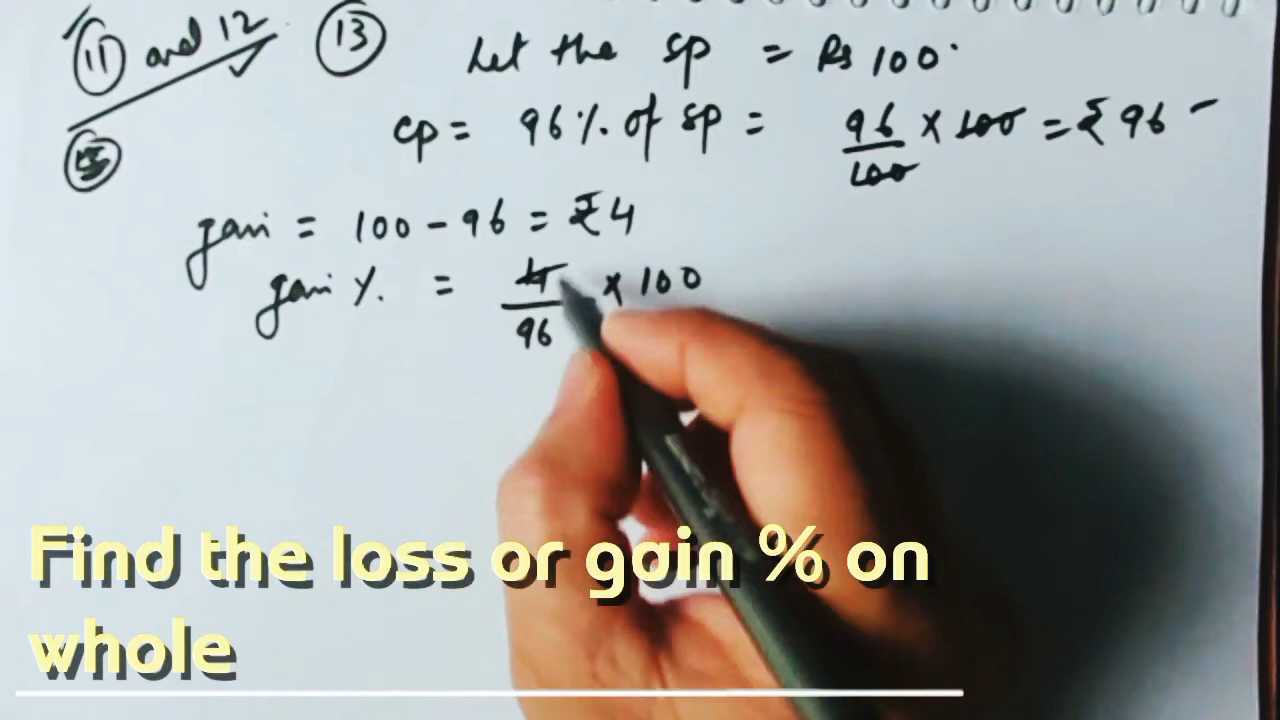 11 and 12 ✓
13 Let the SP = Rs 100.
CP = 96% of SP = 96/100 × 100 = ₹ 96
gain = 100 - 96 = ₹ 4
gain % = 4/96 × 100
Find the loss or gain % on
whole